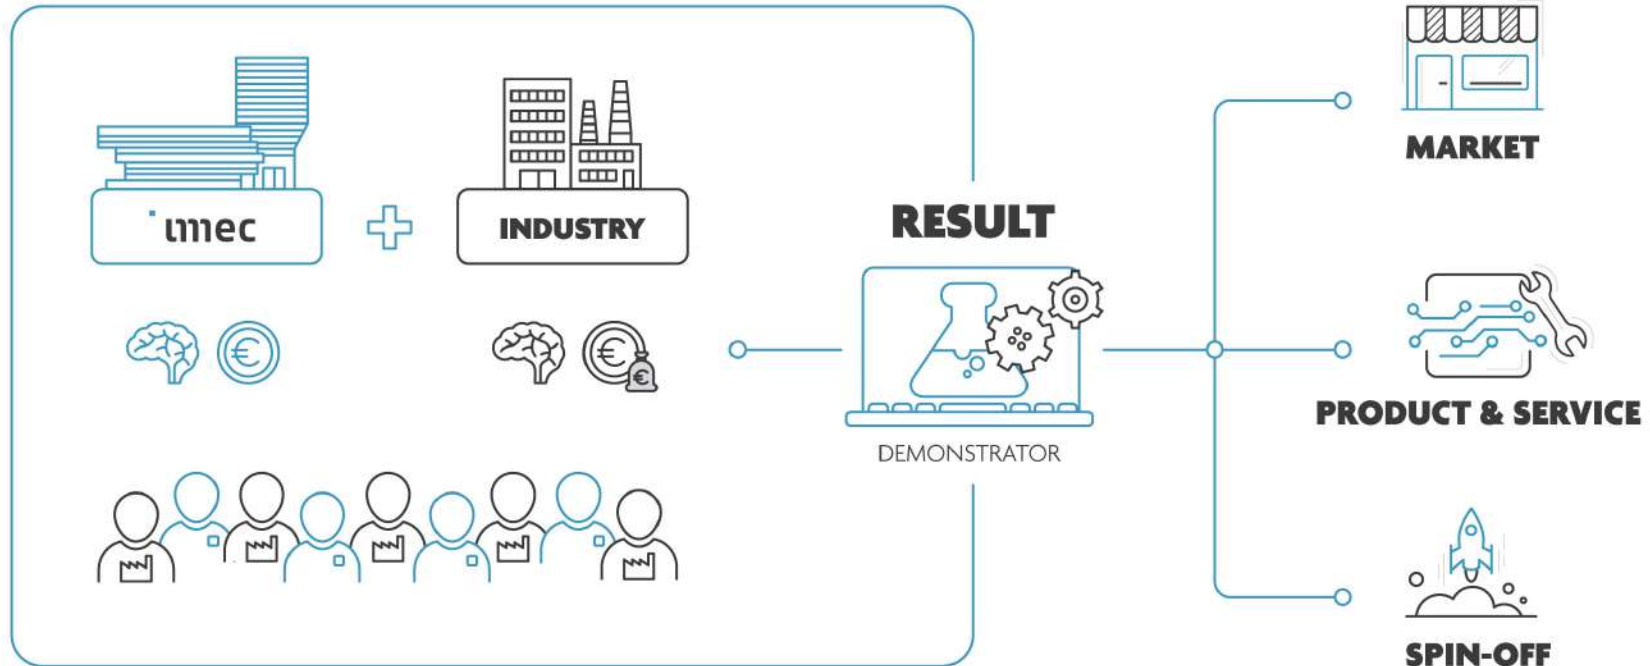 imec
INDUSTRY
RESULT
DEMONSTRATOR
MARKET
PRODUCT & SERVICE
SPIN-OFF